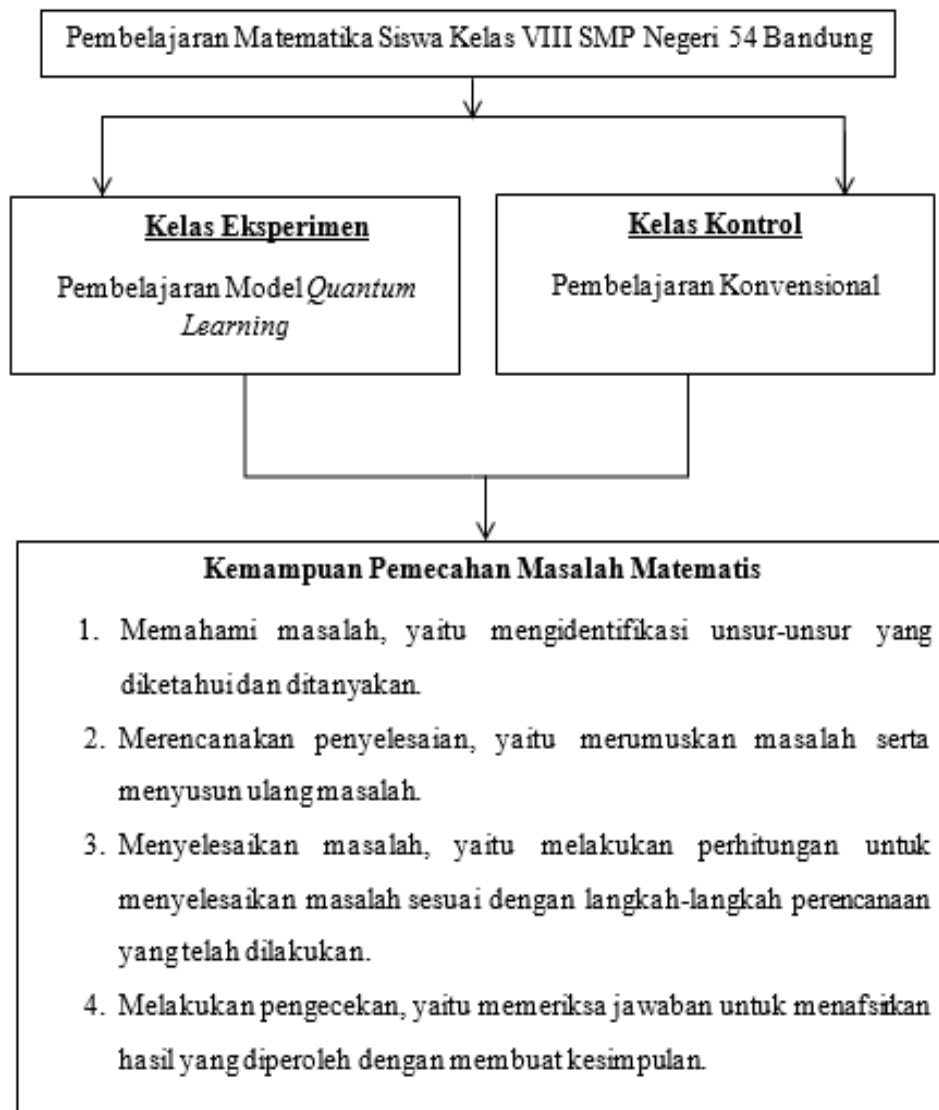 Pembelajaran Matematika Siswa Kelas VIII SMP Negeri 54 Bandung
Kelas Eksperimen
Pembelajaran Model Quantum
Learning
Kelas Kontrol
Pembelajaran Konvensional
Kemampuan Pemecahan Masalah Matematis
1. Memahami masalah, yaitu mengidentifikasi unsur-unsur yang
diketahui dan ditanyakan.
2. Merencanakan penyelesaian, yaitu merumuskan masalah serta
menyusun ulang masalah.
3. Menyelesaikan masalah, yaitu melakukan perhitungan untuk
menyelesaikan masalah sesuai dengan langkah-langkah perencanaan
yang telah dilakukan.
4. Melakukan pengecekan, yaitu memeriksa jawaban untuk menafsirkan
hasil yang diperoleh dengan membuat kesimpulan.